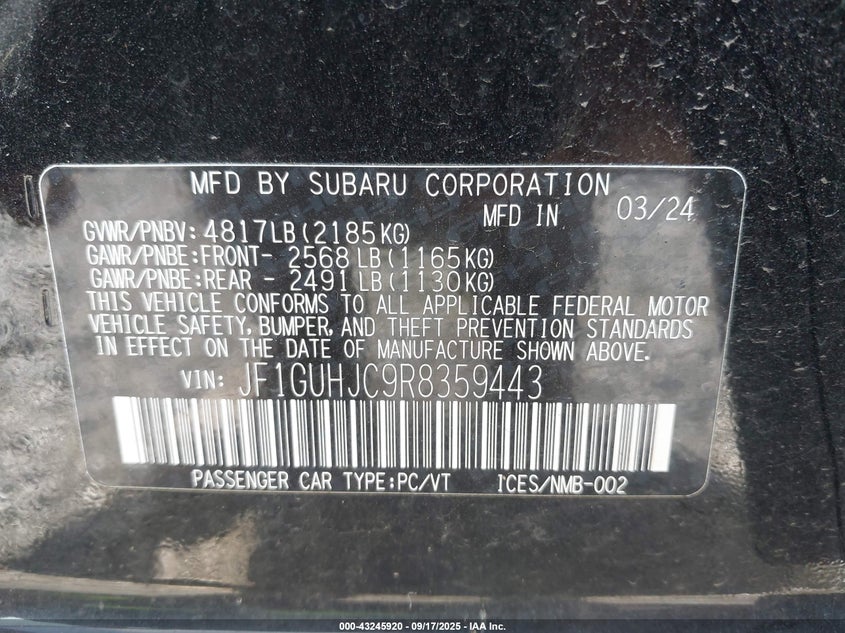 MFD BY SUBARU CORPORATION
MFD IN 03/24
GVWR/PNBV: 4817LB(2185KG)
GAWR/PNBE:FRONT- 2568LB(1165KG)
GAWR/PNBE:REAR - 2491LB(1130KG)
THIS VEHICLE CONFORMS TO ALL APPLICABLE FEDERAL MOTOR
VEHICLE SAFETY, BUMPER, AND THEFT PREVENTION STANDARDS
IN EFFECT ON THE DATE OF MANUFACTURE SHOWN ABOVE.
VIN: JF1GUHJC9R8359443
PASSENGER CAR TYPE:PC/VT ICES/NMB-002
000-43245920 - 09/17/2025 - IAA Inc.